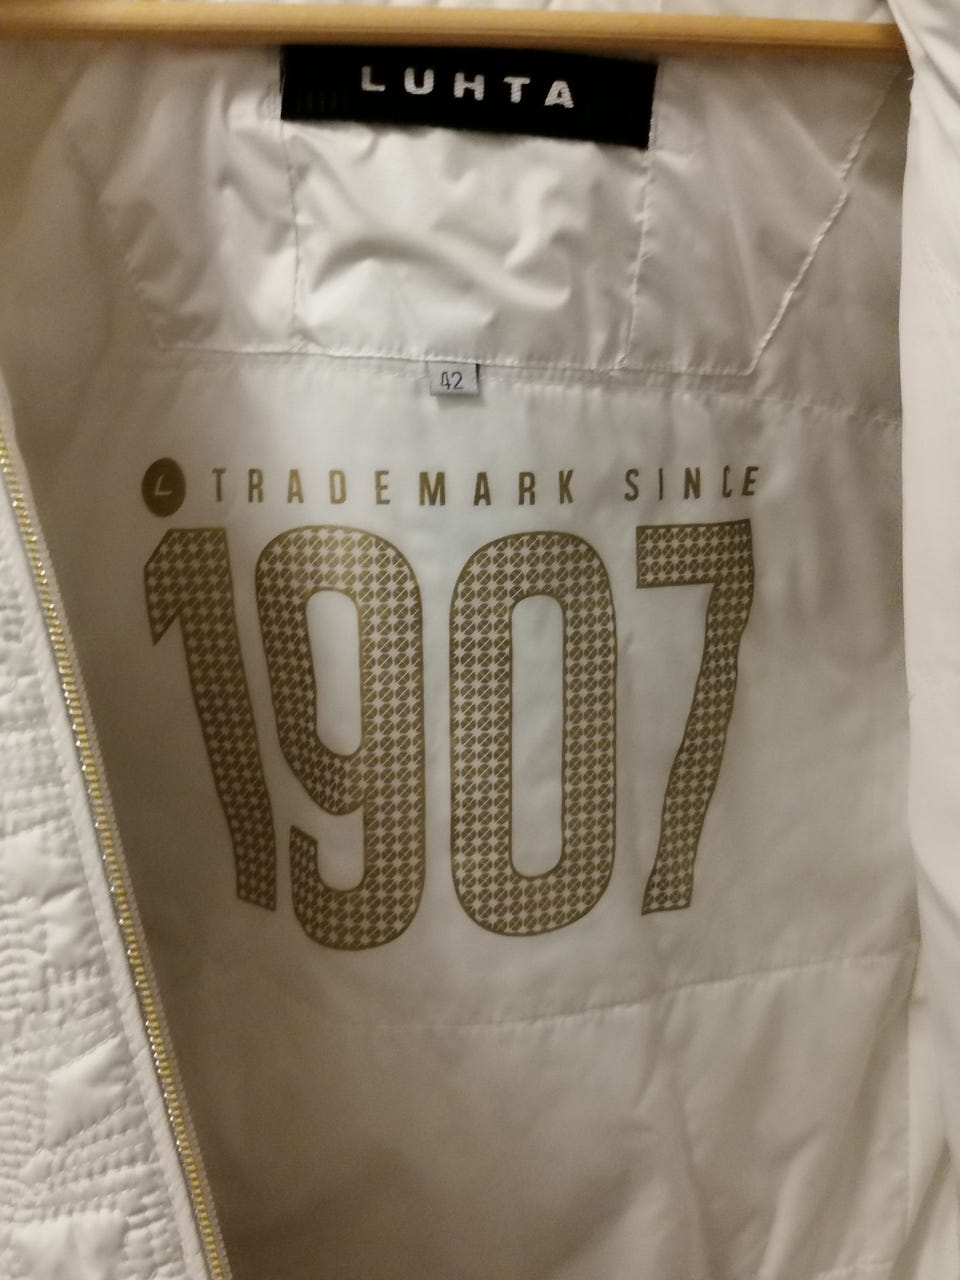 LUHTA
42
L TRADEMARK SINCE
1907